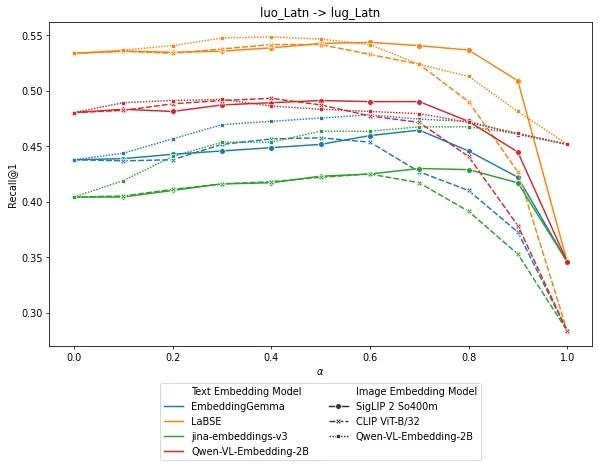 luo_Latn -> lug_Latn
0.55
0.50
0.45
0.40
0.35
0.30
Recall@1
0.0 0.2 0.4 0.6 0.8 1.0
α
Text Embedding Model Image Embedding Model
EmbeddingGemma SigLIP 2 So400m
LaBSE CLIP ViT-B/32
jina-embeddings-v3 Qwen-VL-Embedding-2B
Qwen-VL-Embedding-2B